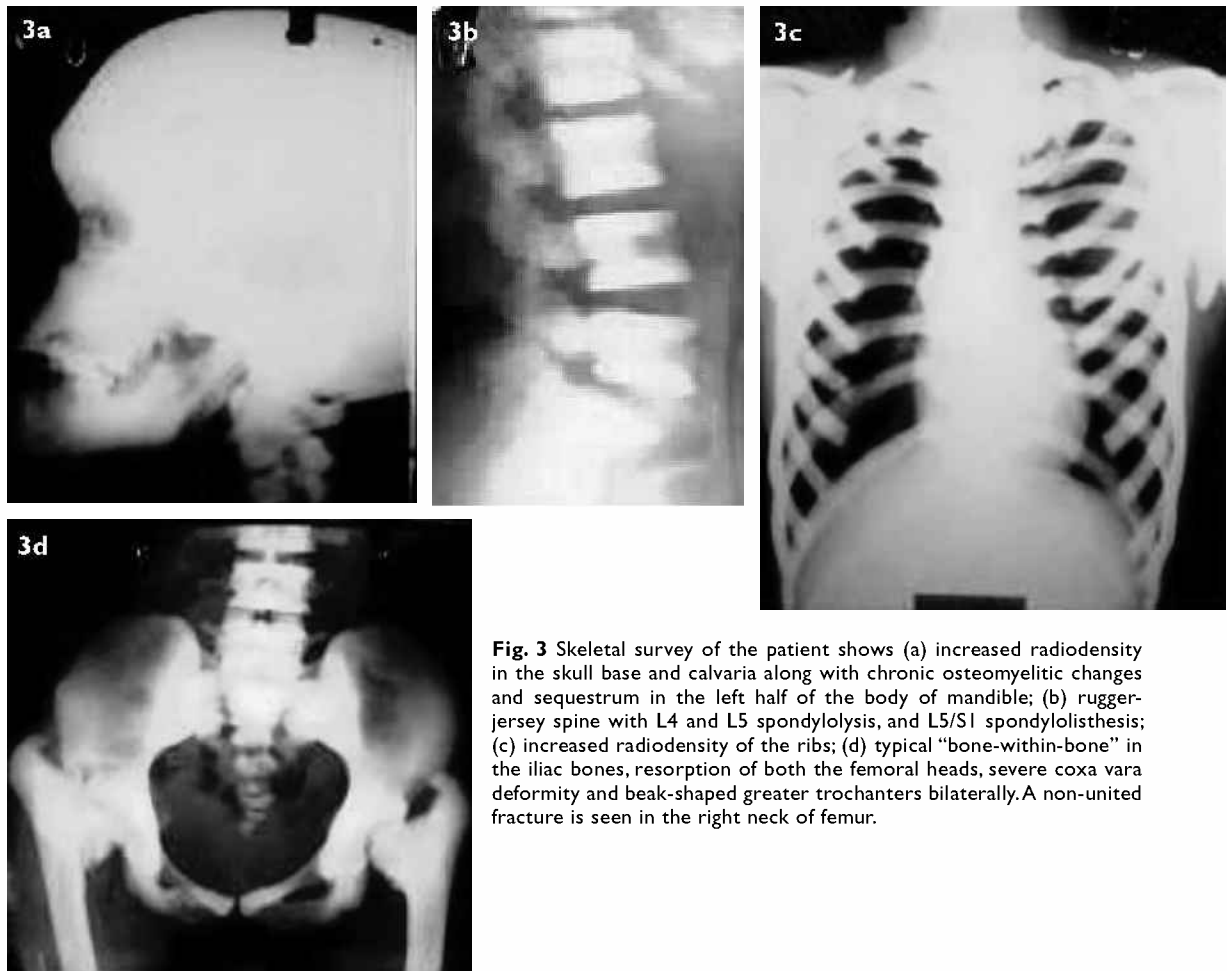 3a
3b
3c
3d
Fig. 3 Skeletal survey of the patient shows (a) increased radiodensity
in the skull base and calvaria along with chronic osteomyelitic changes
and sequestrum in the left half of the body of mandible; (b) rugger-
jersey spine with L4 and L5 spondylolysis, and L5/S1 spondylolisthesis;
(c) increased radiodensity of the ribs; (d) typical “bone-within-bone” in
the iliac bones, resorption of both the femoral heads, severe coxa vara
deformity and beak-shaped greater trochanters bilaterally. A non-united
fracture is seen in the right neck of femur.